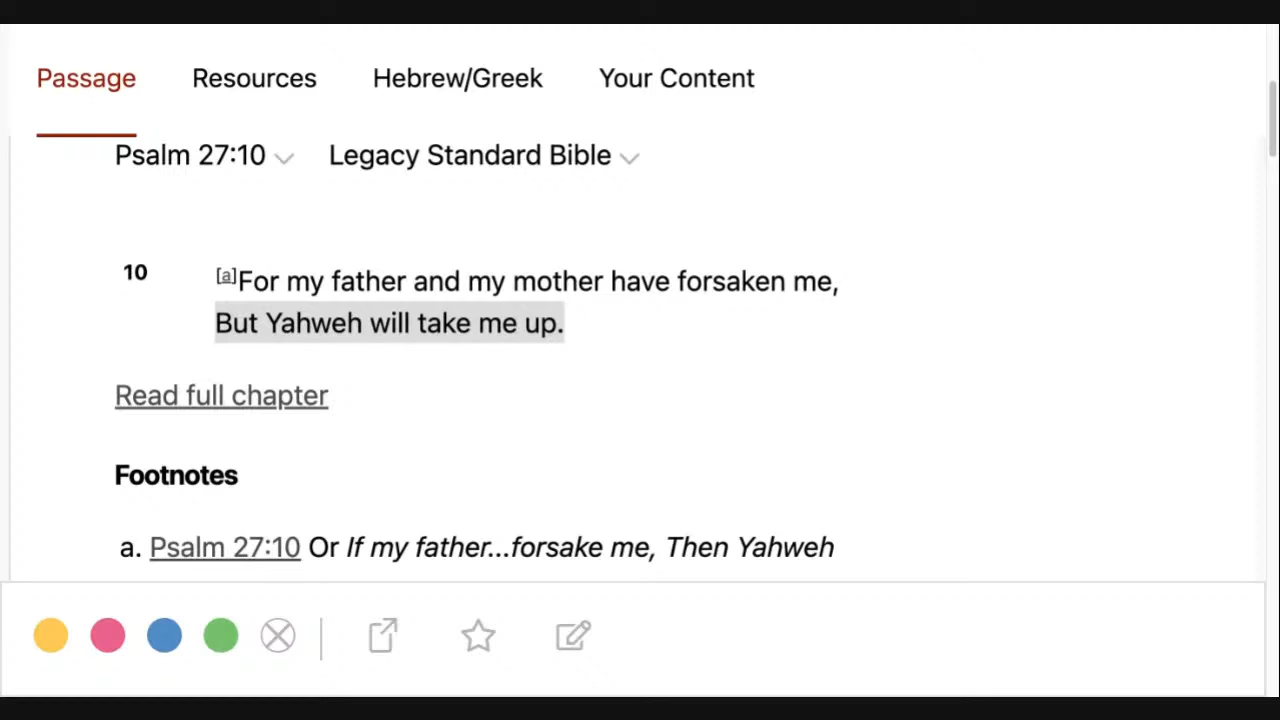 Passage Resources Hebrew/Greek Your Content
Psalm 27:10 Legacy Standard Bible
10 [a]For my father and my mother have forsaken me,
But Yahweh will take me up.
Read full chapter
Footnotes
a. Psalm 27:10 Or If my father...forsake me, Then Yahweh